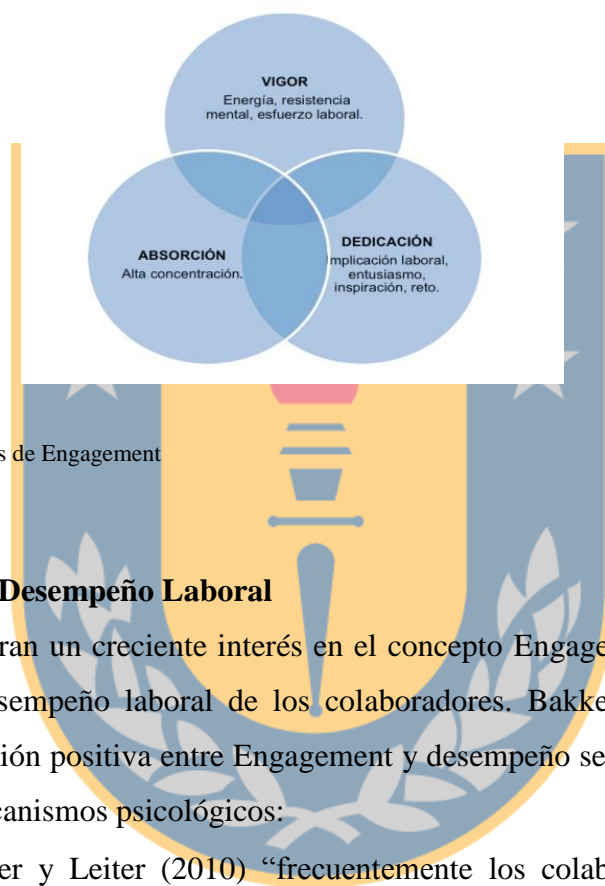 VIGOR
Energía, resistencia
mental, esfuerzo laboral.
ABSORCIÓN
Alta concentración.
DEDICACIÓN
Implicación laboral,
entusiasmo,
inspiración, reto.
s de Engagement
Desempeño Laboral
ran un creciente interés en el concepto Engage
sempeño laboral de los colaboradores. Bakke
ión positiva entre Engagement y desempeño se
canismos psicológicos:
er y Leiter (2010) “frecuentemente los colab